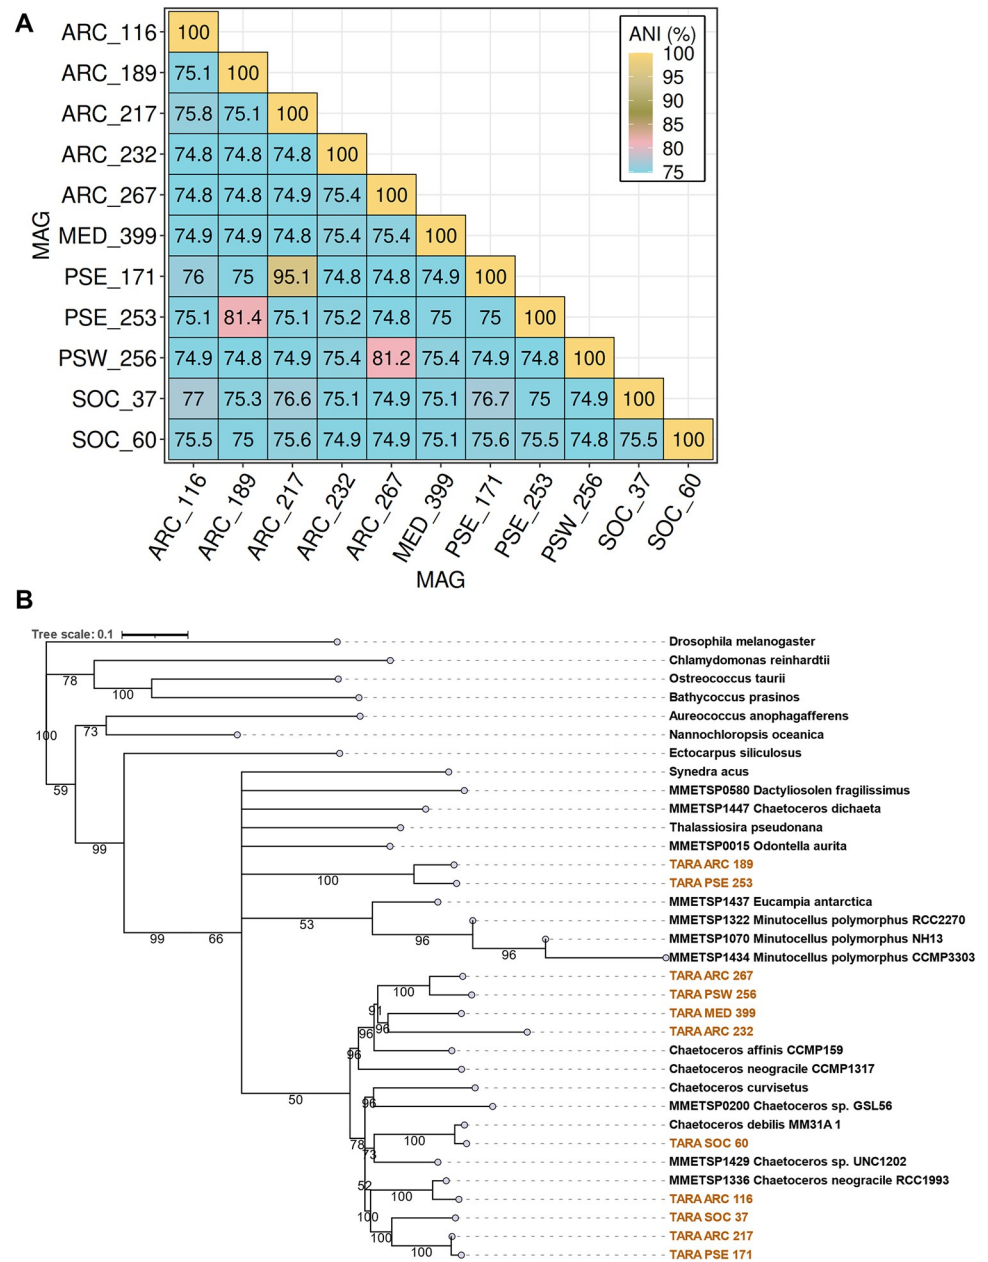 A
ARC_116 100
ARC_189 75.1 100
ARC_217 75.8 75.1 100
ARC_232 74.8 74.8 74.8 100
ARC_267 74.8 74.8 74.9 75.4 100
MED_399 74.9 74.9 74.8 75.4 75.4 100
PSE_171 76 75 95.1 74.8 74.8 74.9 100
PSE_253 75.1 81.4 75.1 75.2 74.8 75 75 100
PSW_256 74.9 74.8 74.9 75.4 81.2 75.4 74.9 74.8 100
SOC_37 77 75.3 76.6 75.1 74.9 75.1 76.7 75 74.9 100
SOC_60 75.5 75 75.6 74.9 74.9 75.1 75.6 75.5 74.8 75.5 100
MAG
ARC_116 ARC_189 ARC_217 ARC_232 ARC_267 MED_399 PSE_171 PSE_253 PSW_256 SOC_37 SOC_60
MAG
ANI (%)
100
95
90
85
80
75
B
Tree scale: 0.1
Drosophila melanogaster
Chlamydomonas reinhardtii
78
Ostreococcus taurii
100
Bathycoccus prasinos
Aureococcus anophagafferens
73
100
Nannochloropsis oceanica
Ectocarpus siliculosus
Synedra acus
59
MMETSP0580 Dactyliosolen fragilissimus
MMETSP1447 Chaetoceros dichaeta
Thalassiosira pseudonana
99
MMETSP0015 Odontella aurita
TARA ARC 189
100
TARA PSE 253
MMETSP1437 Eucampia antarctica
53
MMETSP1322 Minutocellus polymorphus RCC2270
99 66 96
MMETSP1070 Minutocellus polymorphus NH13
96
MMETSP1434 Minutocellus polymorphus CCMP3303
TARA ARC 267
100
TARA PSW 256
91
TARA MED 399
96 96
TARA ARC 232
96
Chaetoceros affinis CCMP159
Chaetoceros neogracile CCMP1317
Chaetoceros curvisetus
50
96
MMETSP0200 Chaetoceros sp. GSL56
Chaetoceros debilis MM31A 1
100
78
TARA SOC 60
73
MMETSP1429 Chaetoceros sp. UNC1202
MMETSP1336 Chaetoceros neogracile RCC1993
52
100
TARA ARC 116
100
TARA SOC 37
100
TARA ARC 217
100
TARA PSE 171